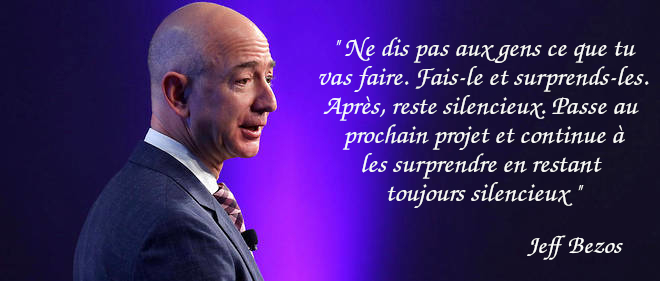 " Ne dis pas aux gens ce que tu
vas faire. Fais-le et surprends-les.
Après, reste silencieux. Passe au
prochain projet et continue à
les surprendre en restant
toujours silencieux "
Jeff Bezos